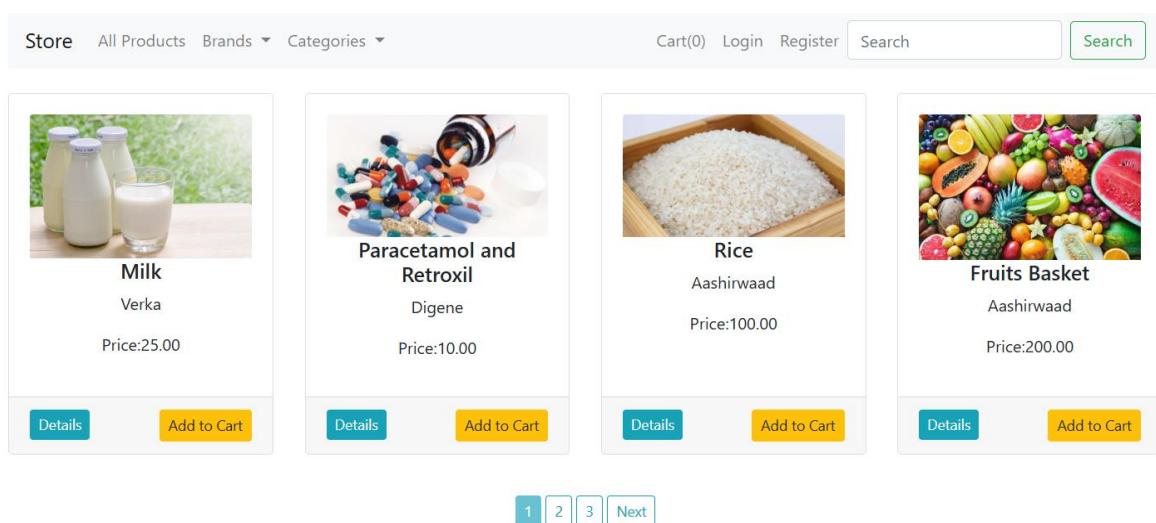 Store All Products Brands Categories Cart(0) Login Register Search Search
Milk
Verka
Price:25.00
Details Add to Cart
Paracetamol and
Retroxil
Digene
Price:10.00
Details Add to Cart
Rice
Aashirwaad
Price:100.00
Details Add to Cart
Fruits Basket
Aashirwaad
Price:200.00
Details Add to Cart
1 2 3 Next